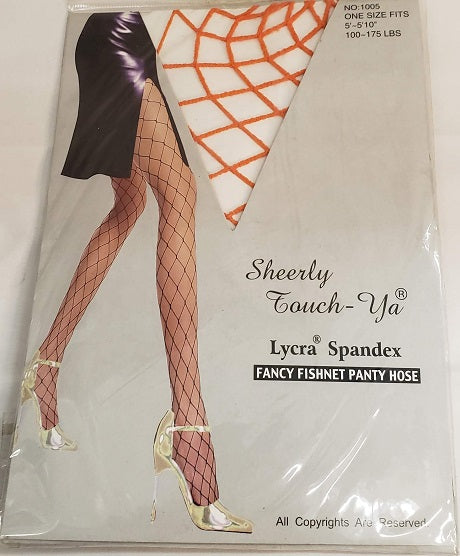 NO:1005
ONE SIZE FITS
5'~5'10"
100~175 LBS
Sheerly
Touch-Ya®
Lycra® Spandex
FANCY FISHNET PANTY HOSE
All Copyrights Are Reserved